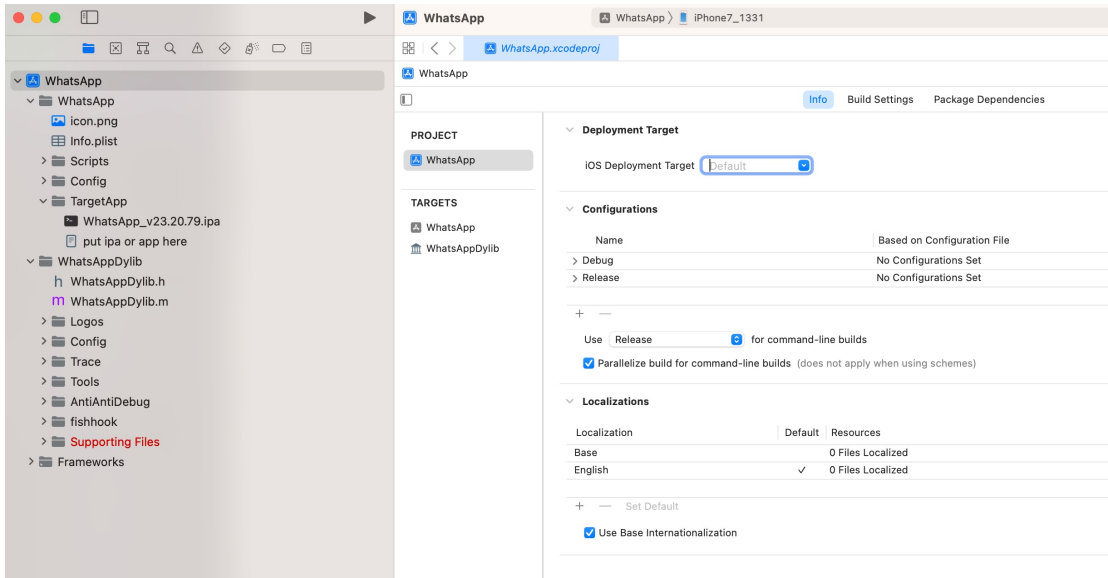 WhatsApp
WhatsApp
icon.png
Info.plist
Scripts
Config
TargetApp
WhatsApp_v23.20.79.ipa
put ipa or app here
WhatsAppDylib
h WhatsAppDylib.h
m WhatsAppDylib.m
Logos
Config
Trace
Tools
AntiAntiDebug
fishhook
Supporting Files
Frameworks
WhatsApp
WhatsApp 〉 iPhone7_1331
WhatsApp.xcodeproj
WhatsApp
Info Build Settings Package Dependencies
PROJECT
WhatsApp
TARGETS
WhatsApp
WhatsAppDylib
Deployment Target
iOS Deployment Target Default
Configurations
Name Based on Configuration File
Debug No Configurations Set
Release No Configurations Set
+ —
Use Release for command-line builds
Parallelize build for command-line builds (does not apply when using schemes)
Localizations
Localization Default Resources
Base 0 Files Localized
English ✓ 0 Files Localized
+ — Set Default
Use Base Internationalization